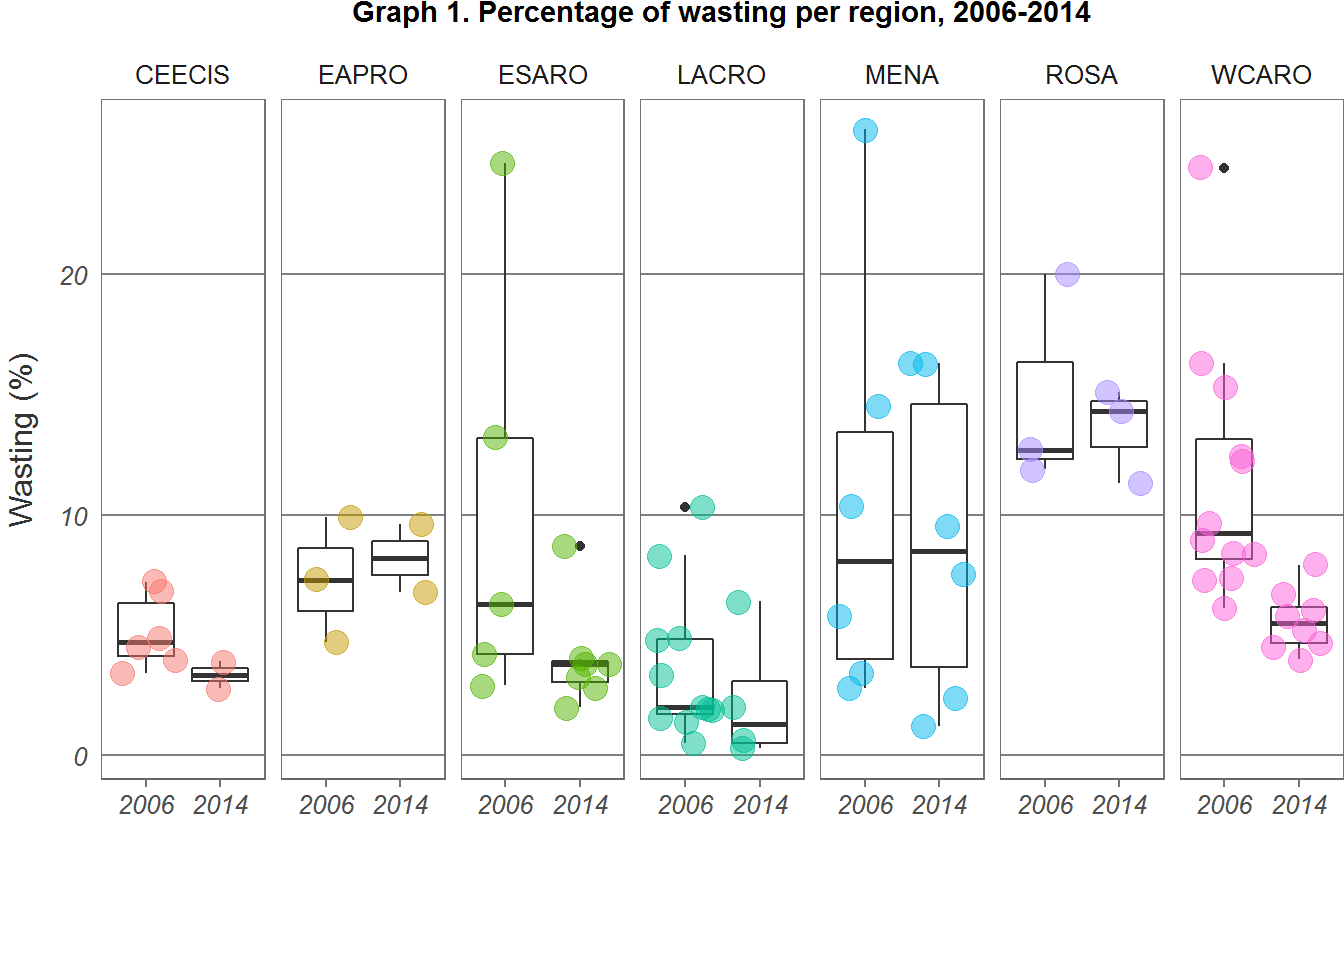 Graph 1. Percentage of wasting per region, 2006-2014
CEECIS EAPRO ESARO LACRO MENA ROSA WCARO
Wasting (%)
20
10
0
2006 2014 2006 2014 2006 2014 2006 2014 2006 2014 2006 2014 2006 2014